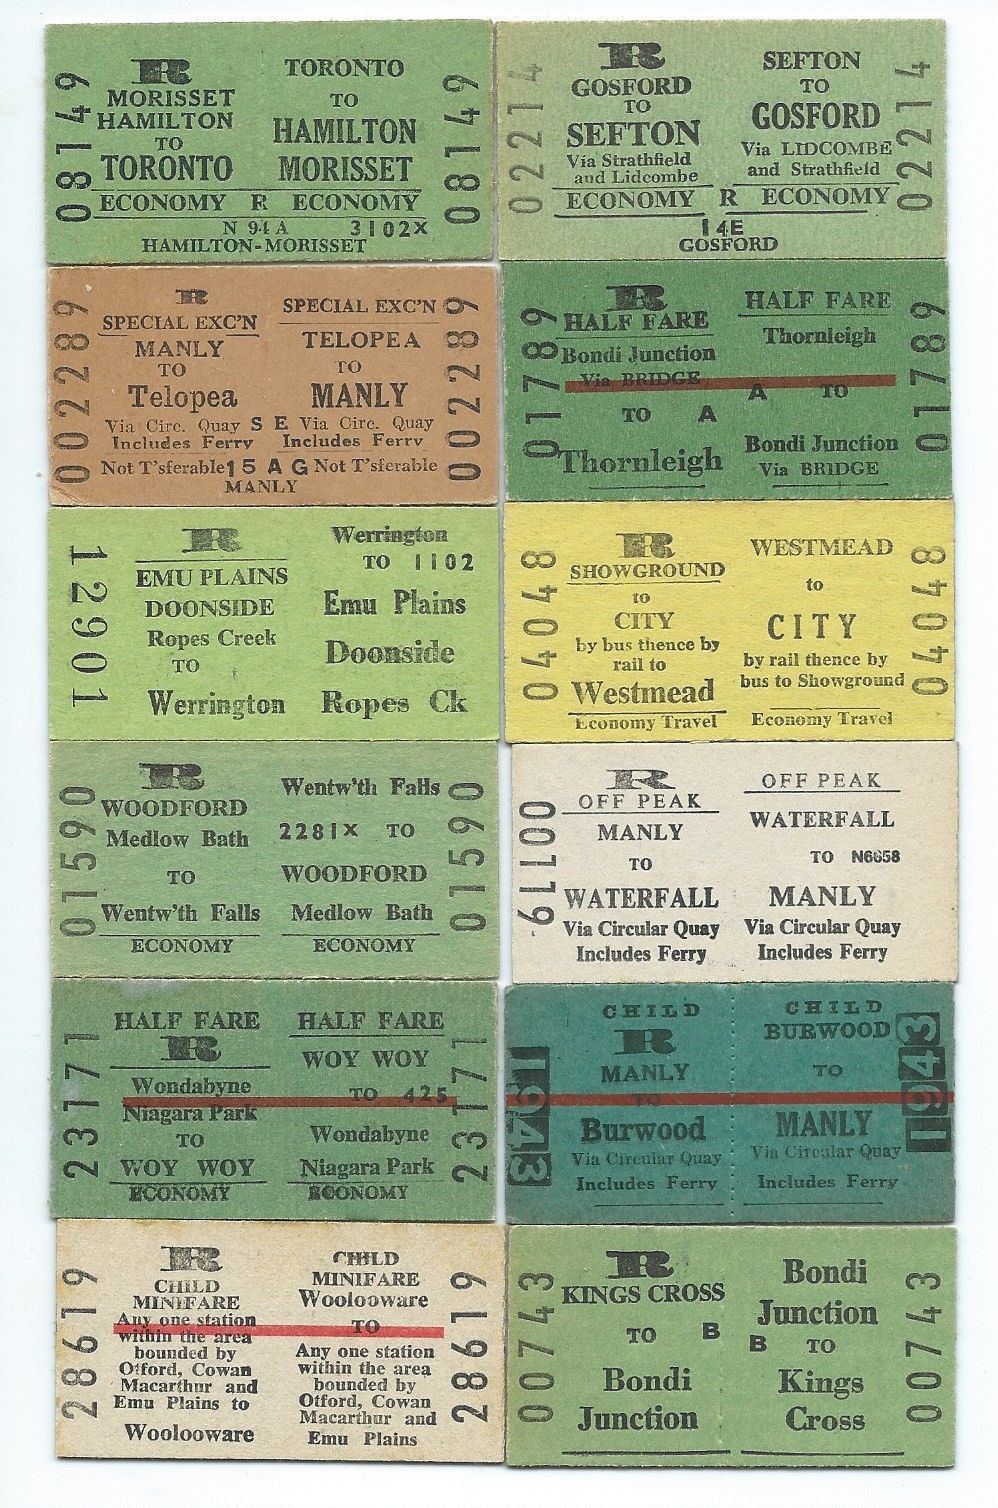 08149
R
MORISSET
HAMILTON
TO
TORONTO
ECONOMY R ECONOMY
TORONTO
TO
HAMILTON
MORISSET
N 94 A 3102X
HAMILTON-MORISSET
08149
02214
R
GOSFORD
TO
SEFTON
Via Strathfield
and Lidcombe
ECONOMY R ECONOMY
SEFTON
TO
GOSFORD
Via LIDCOMBE
and Strathfield
14E
GOSFORD
02214
00289
R
SPECIAL EXC'N
MANLY
TO
Telopea
Via Circ. Quay S E Via Circ. Quay
Includes Ferry
Not T'sferable 15 A G Not T'sferable
SPECIAL EXC'N
TELOPEA
TO
MANLY
Includes Ferry
MANLY
00289
01789
R
HALF FARE
Bondi Junction
Via BRIDGE
TO A
Thornleigh
HALF FARE
Thornleigh
A TO
Bondi Junction
Via BRIDGE
01789
12901
R
EMU PLAINS
DOONSIDE
Ropes Creek
TO
Werrington
Werrington
TO 1102
Emu Plains
Doonside
Ropes Ck
04048
R
SHOWGROUND
to
CITY
by bus thence by
rail to
Westmead
Economy Travel
WESTMEAD
to
CITY
by rail thence by
bus to Showground
Economy Travel
04048
01590
R
WOODFORD
Medlow Bath
TO
Wentw'th Falls
ECONOMY
Wentw'th Falls
2281X TO
WOODFORD
Medlow Bath
ECONOMY
01590
R
OFF PEAK
MANLY
TO
WATERFALL
Via Circular Quay
Includes Ferry
OFF PEAK
WATERFALL
TO N6658
MANLY
Via Circular Quay
Includes Ferry
23171
HALF FARE
R
Wondabyne
Niagara Park
TO
WOY WOY
ECONOMY
HALF FARE
WOY WOY
TO 425
Wondabyne
Niagara Park
ECONOMY
23171
1943
CHILD
R
MANLY
TO
Burwood
Via Circular Quay
Includes Ferry
CHILD
BURWOOD
TO
MANLY
Via Circular Quay
Includes Ferry
1943
28619
R
CHILD
MINIFARE
Any one station
within the area
bounded by
Otford, Cowan
Macarthur and
Emu Plains to
Woolooware
CHILD
MINIFARE
Woolooware
TO
Any one station
within the area
bounded by
Otford, Cowan
Macarthur and
Emu Plains
28619
00743
R
KINGS CROSS
TO B
Bondi
Junction
Bondi
Junction
B TO
Kings
Cross
00743